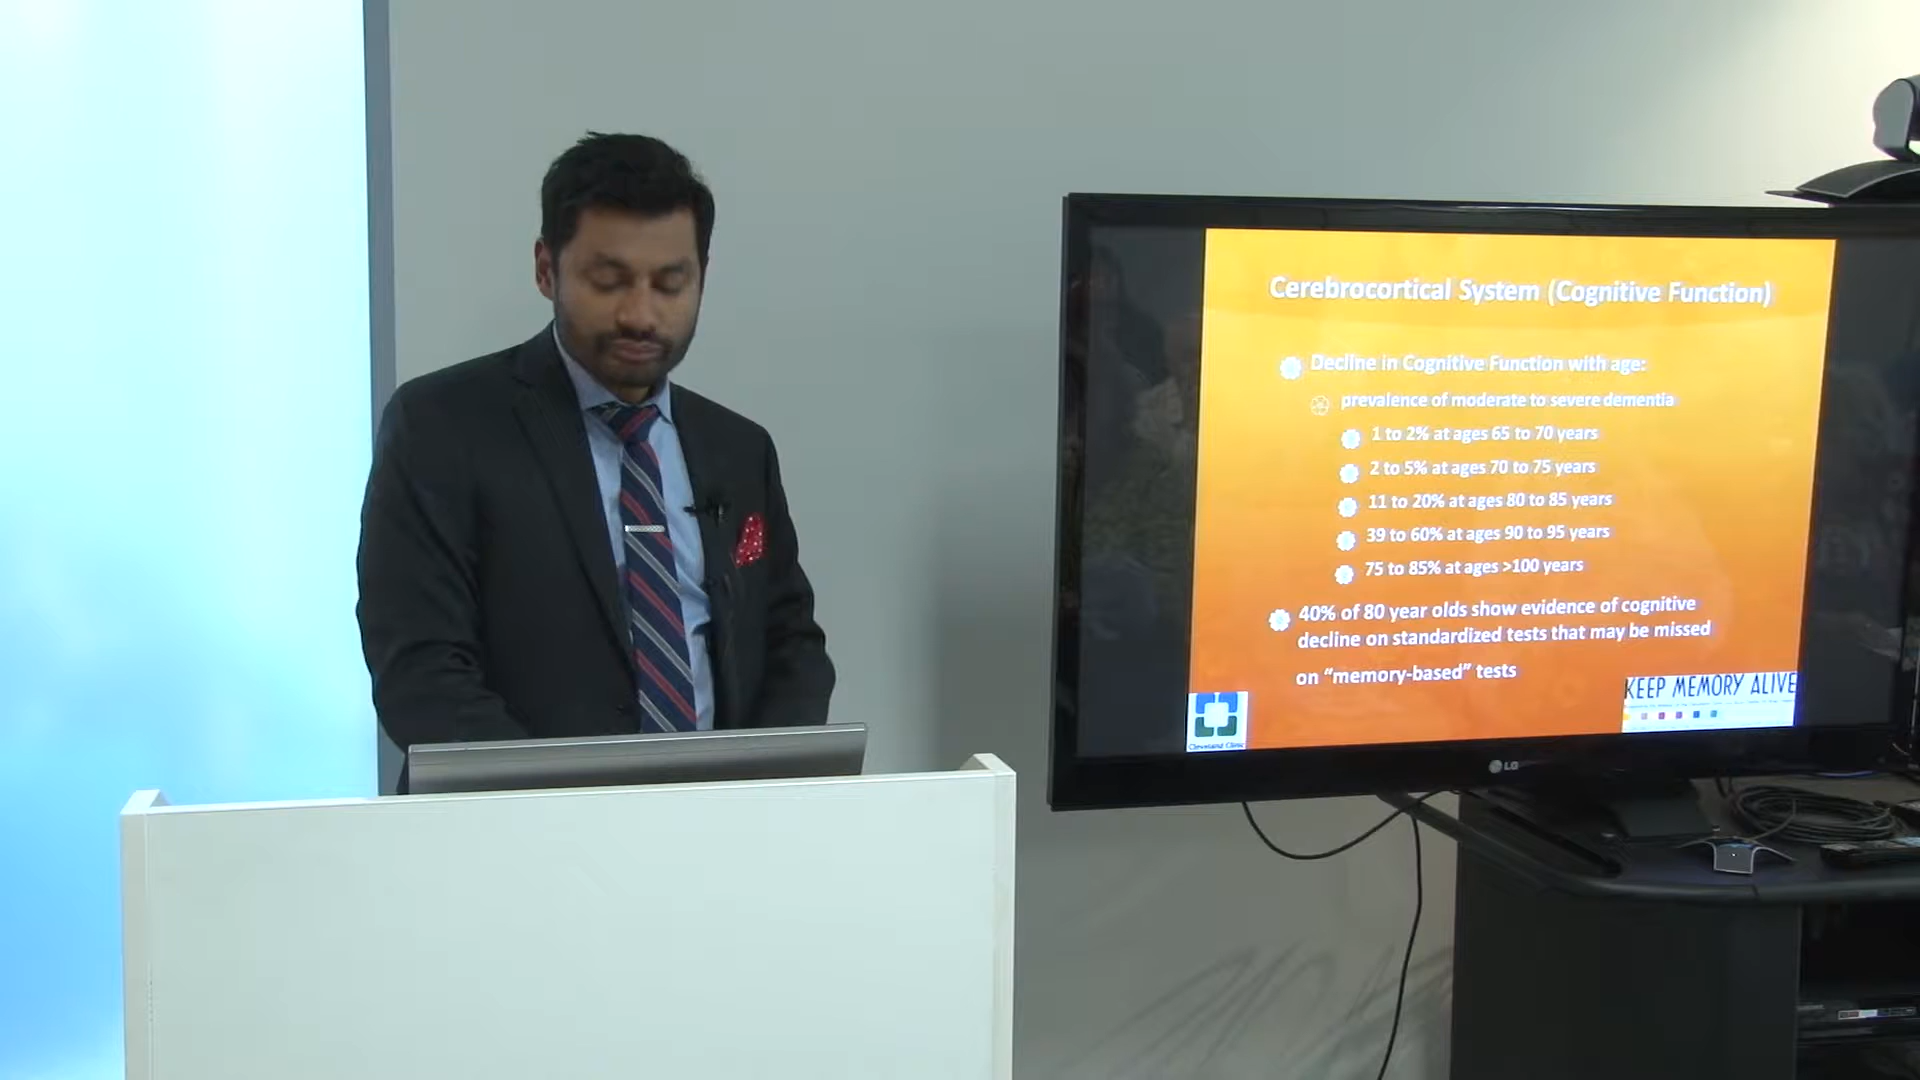 Cerebrocortical System (Cognitive Function)
Decline in Cognitive Function with age:
prevalence of moderate to severe dementia
1 to 2% at ages 65 to 70 years
2 to 5% at ages 70 to 75 years
11 to 20% at ages 80 to 85 years
39 to 60% at ages 90 to 95 years
75 to 85% at ages >100 years
40% of 80 year olds show evidence of cognitive
decline on standardized tests that may be missed
on “memory-based” tests
KEEP MEMORY ALIVE
Cleveland Clinic
LG